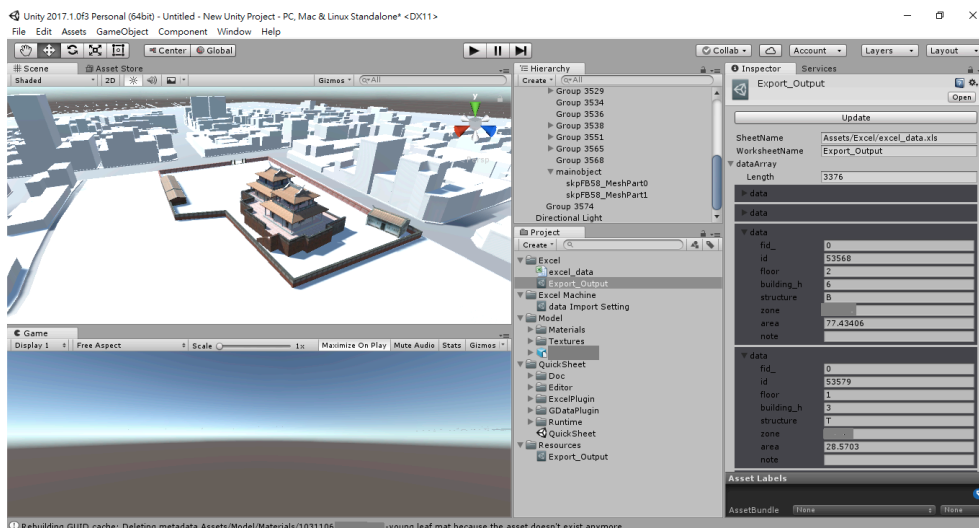 Unity 2017.1.0f3 Personal (64bit) - Untitled - New Unity Project - PC, Mac & Linux Standalone* <DX11>
File Edit Assets GameObject Component Window Help
Center Global
Collab Account Layers Layout
Scene Asset Store
Shaded 2D Gizmos All
y
Persp
Game
Display 1 Free Aspect Scale 1x Maximize On Play Mute Audio Stats Gizmos
Hierarchy
Create All
Group 3529
Group 3534
Group 3536
Group 3538
Group 3551
Group 3565
Group 3568
mainobject
skpFB58_MeshPart0
skpFB58_MeshPart1
Group 3574
Directional Light
Project
Create
Excel
excel_data
Export_Output
Excel Machine
data Import Setting
Model
Materials
Textures
QuickSheet
Doc
Editor
ExcelPlugin
GDataPlugin
Runtime
QuickSheet
Resources
Export_Output
Inspector Services
Export_Output
Open
Update
SheetName Assets/Excel/excel_data.xls
WorksheetName Export_Output
dataArray
Length 3376
data
data
data
fid_ 0
id 53568
floor 2
building_h 6
structure B
zone
area 77.43406
note
data
fid_ 0
id 53579
floor 1
building_h 3
structure T
zone
area 28.5703
note
Asset Labels
AssetBundle None None
Rebuilding GUID cache: Deleting metadata Assets/Model/Materials/1031106 -young leaf mat because the asset doesn't exist anymore.